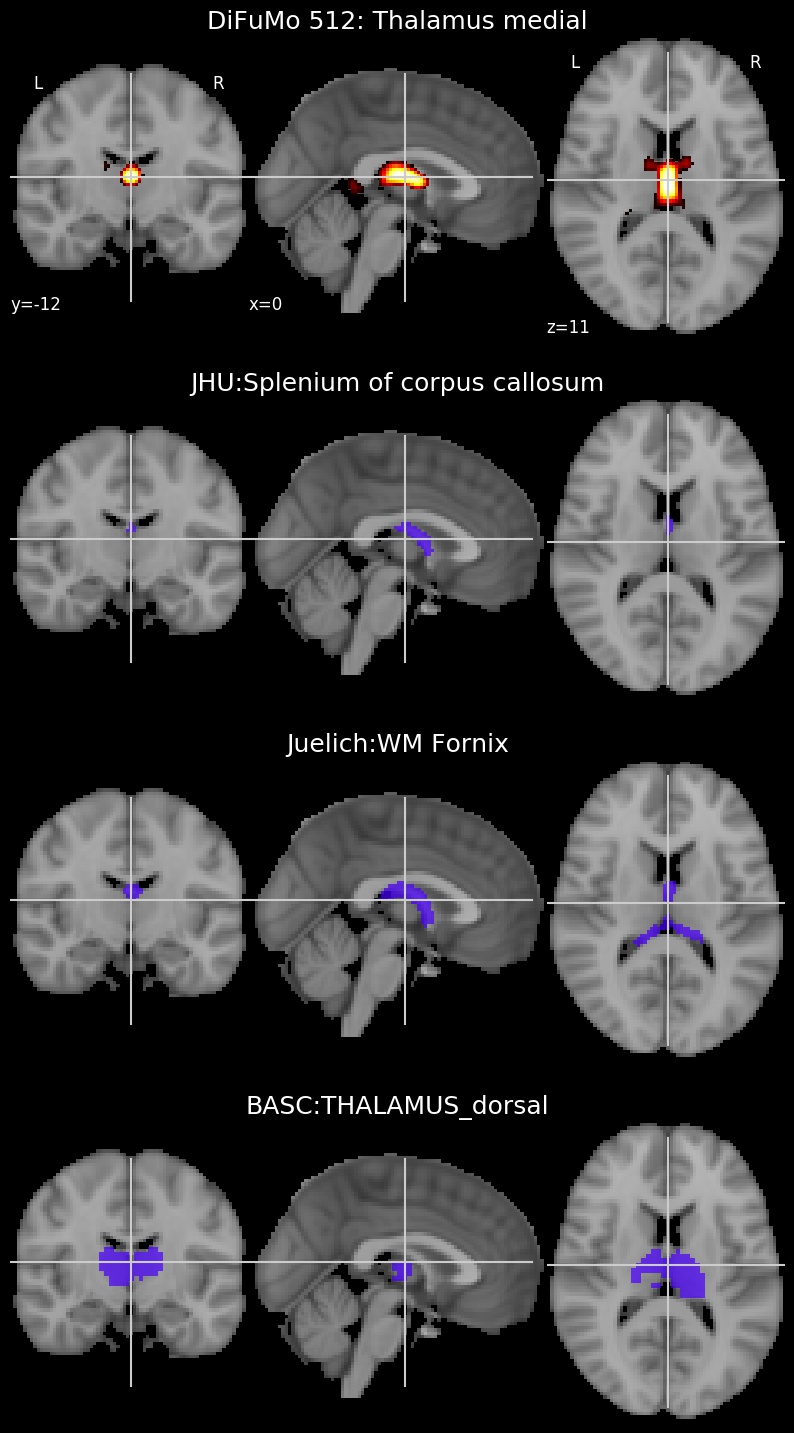 DiFuMo 512: Thalamus medial
L R L R
y=-12 x=0 z=11
JHU:Splenium of corpus callosum
Juelich:WM Fornix
BASC:THALAMUS_dorsal